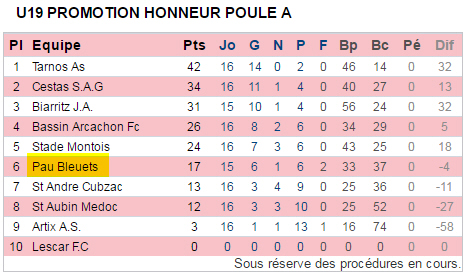 U19 PROMOTION HONNEUR POULE A
Pl Equipe Pts Jo G N P F Bp Bc Pé Dif
1 Tarnos As 42 16 14 0 2 0 46 14 0 32
2 Cestas S.A.G 34 16 11 1 4 0 40 27 0 13
3 Biarritz J.A. 31 15 10 1 4 0 56 24 0 32
4 Bassin Arcachon Fc 26 16 8 2 6 0 34 29 0 5
5 Stade Montois 24 16 7 3 6 0 43 25 0 18
6 Pau Bleuets 17 15 6 1 6 2 33 37 0 -4
7 St Andre Cubzac 13 16 3 4 9 0 25 36 0 -11
8 St Aubin Medoc 12 16 3 3 10 0 25 52 0 -27
9 Artix A.S. 3 16 1 1 13 1 16 74 0 -58
10 Lescar F.C 0 0 0 0 0 0 0 0 0 0
Sous réserve des procédures en cours.